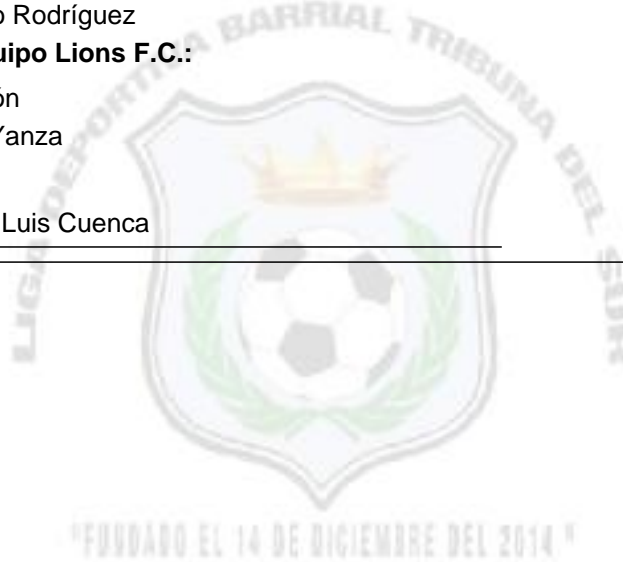 o Rodríguez
uipo Lions F.C.:
ón
Yanza
Luis Cuenca
LIGA DEPORTIVA BARRIAL TRIBUNA DEL SUR
"FUNDADO EL 14 DE DICIEMBRE DEL 2014"